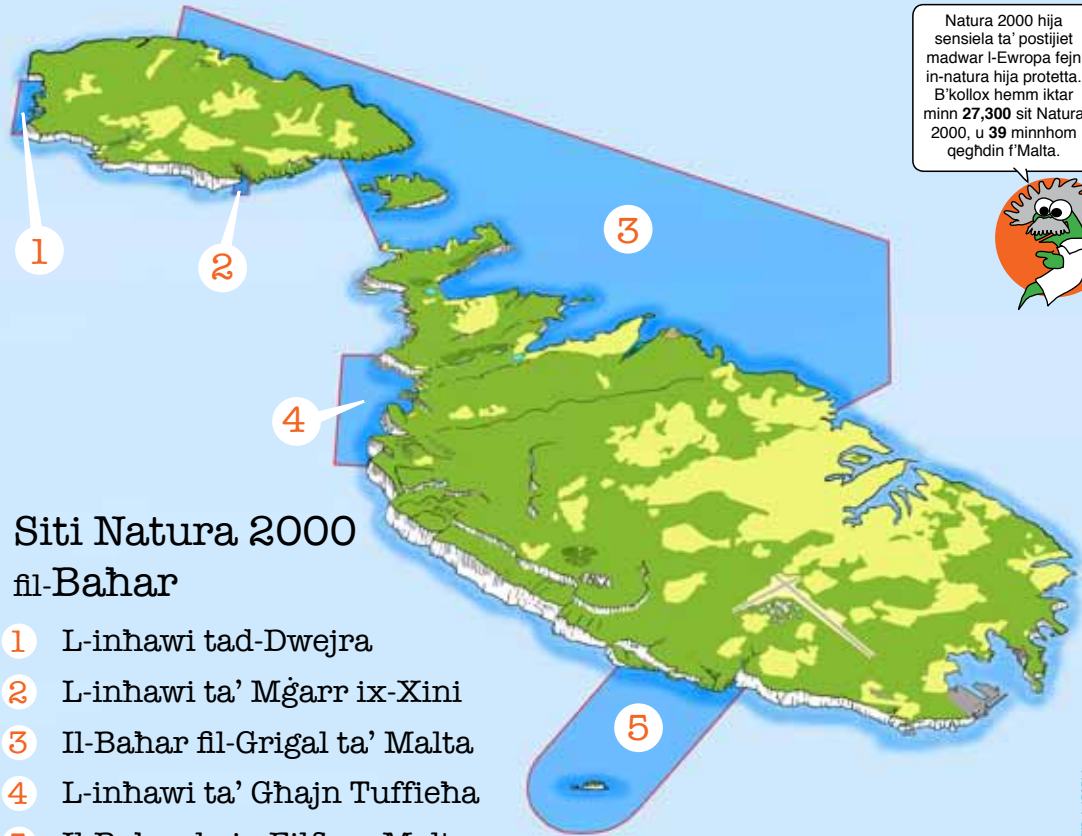 Natura 2000 hija
sensiela ta' postijiet
madwar l-Ewropa fejn
in-natura hija protetta.
B'kollox hemm iktar
minn 27,300 sit Natura
2000, u 39 minnhom
qegħdin f'Malta.
1
2
3
4
5
Siti Natura 2000
fil-Baħar
1 L-inħawi tad-Dwejra
2 L-inħawi ta' Mġarr ix-Xini
3 Il-Baħar fil-Grigal ta' Malta
4 L-inħawi ta' Għajn Tuffieħa